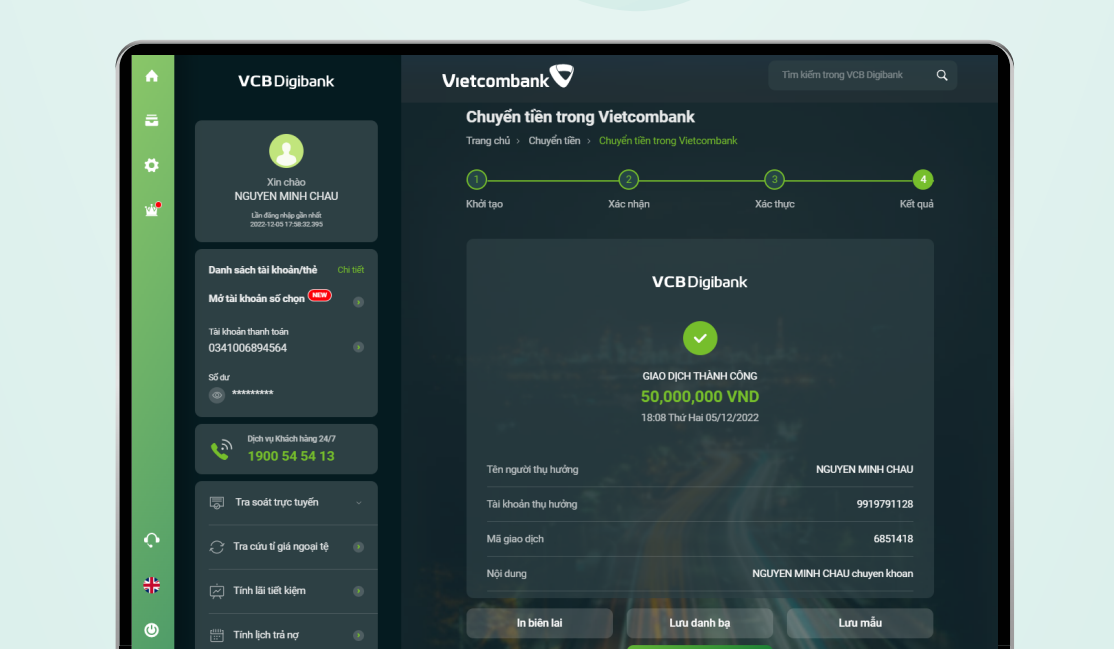 VCB Digibank
Xin chào
NGUYEN MINH CHAU
Lần đăng nhập gần nhất
2022-12-05 17:58:32.395
Danh sách tài khoản/thẻ Chi tiết
Mở tài khoản số chọn NEW
Tài khoản thanh toán
0341006894564
Số dư
*********
Dịch vụ Khách hàng 24/7
1900 54 54 13
Tra soát trực tuyến
Tra cứu tỉ giá ngoại tệ
Tính lãi tiết kiệm
Tính lịch trả nợ
Vietcombank
Tìm kiếm trong VCB Digibank
Chuyển tiền trong Vietcombank
Trang chủ > Chuyển tiền > Chuyển tiền trong Vietcombank
1 2 3 4
Khởi tạo Xác nhận Xác thực Kết quả
VCB Digibank
GIAO DỊCH THÀNH CÔNG
50,000,000 VND
18:08 Thứ Hai 05/12/2022
Tên người thụ hưởng NGUYEN MINH CHAU
Tài khoản thụ hưởng 9919791128
Mã giao dịch 6851418
Nội dung NGUYEN MINH CHAU chuyen khoan
In biên lai Lưu danh bạ Lưu mẫu